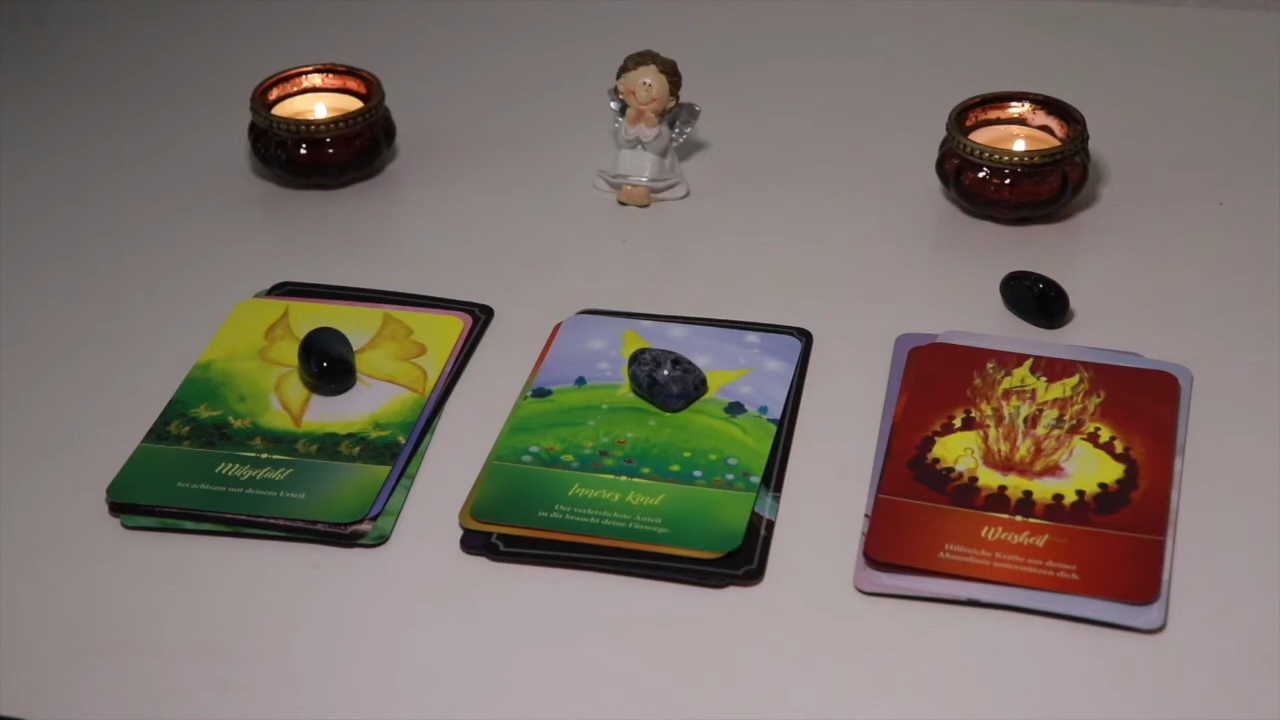 Mitgefühl
Sei achtsam mit deinem Urteil
Inneres Kind
Der verletzlichste Anteil
in dir braucht deine Fürsorge.
Weisheit
Hilfreiche Kräfte aus deiner
Ahnenlinie unterstützen dich.